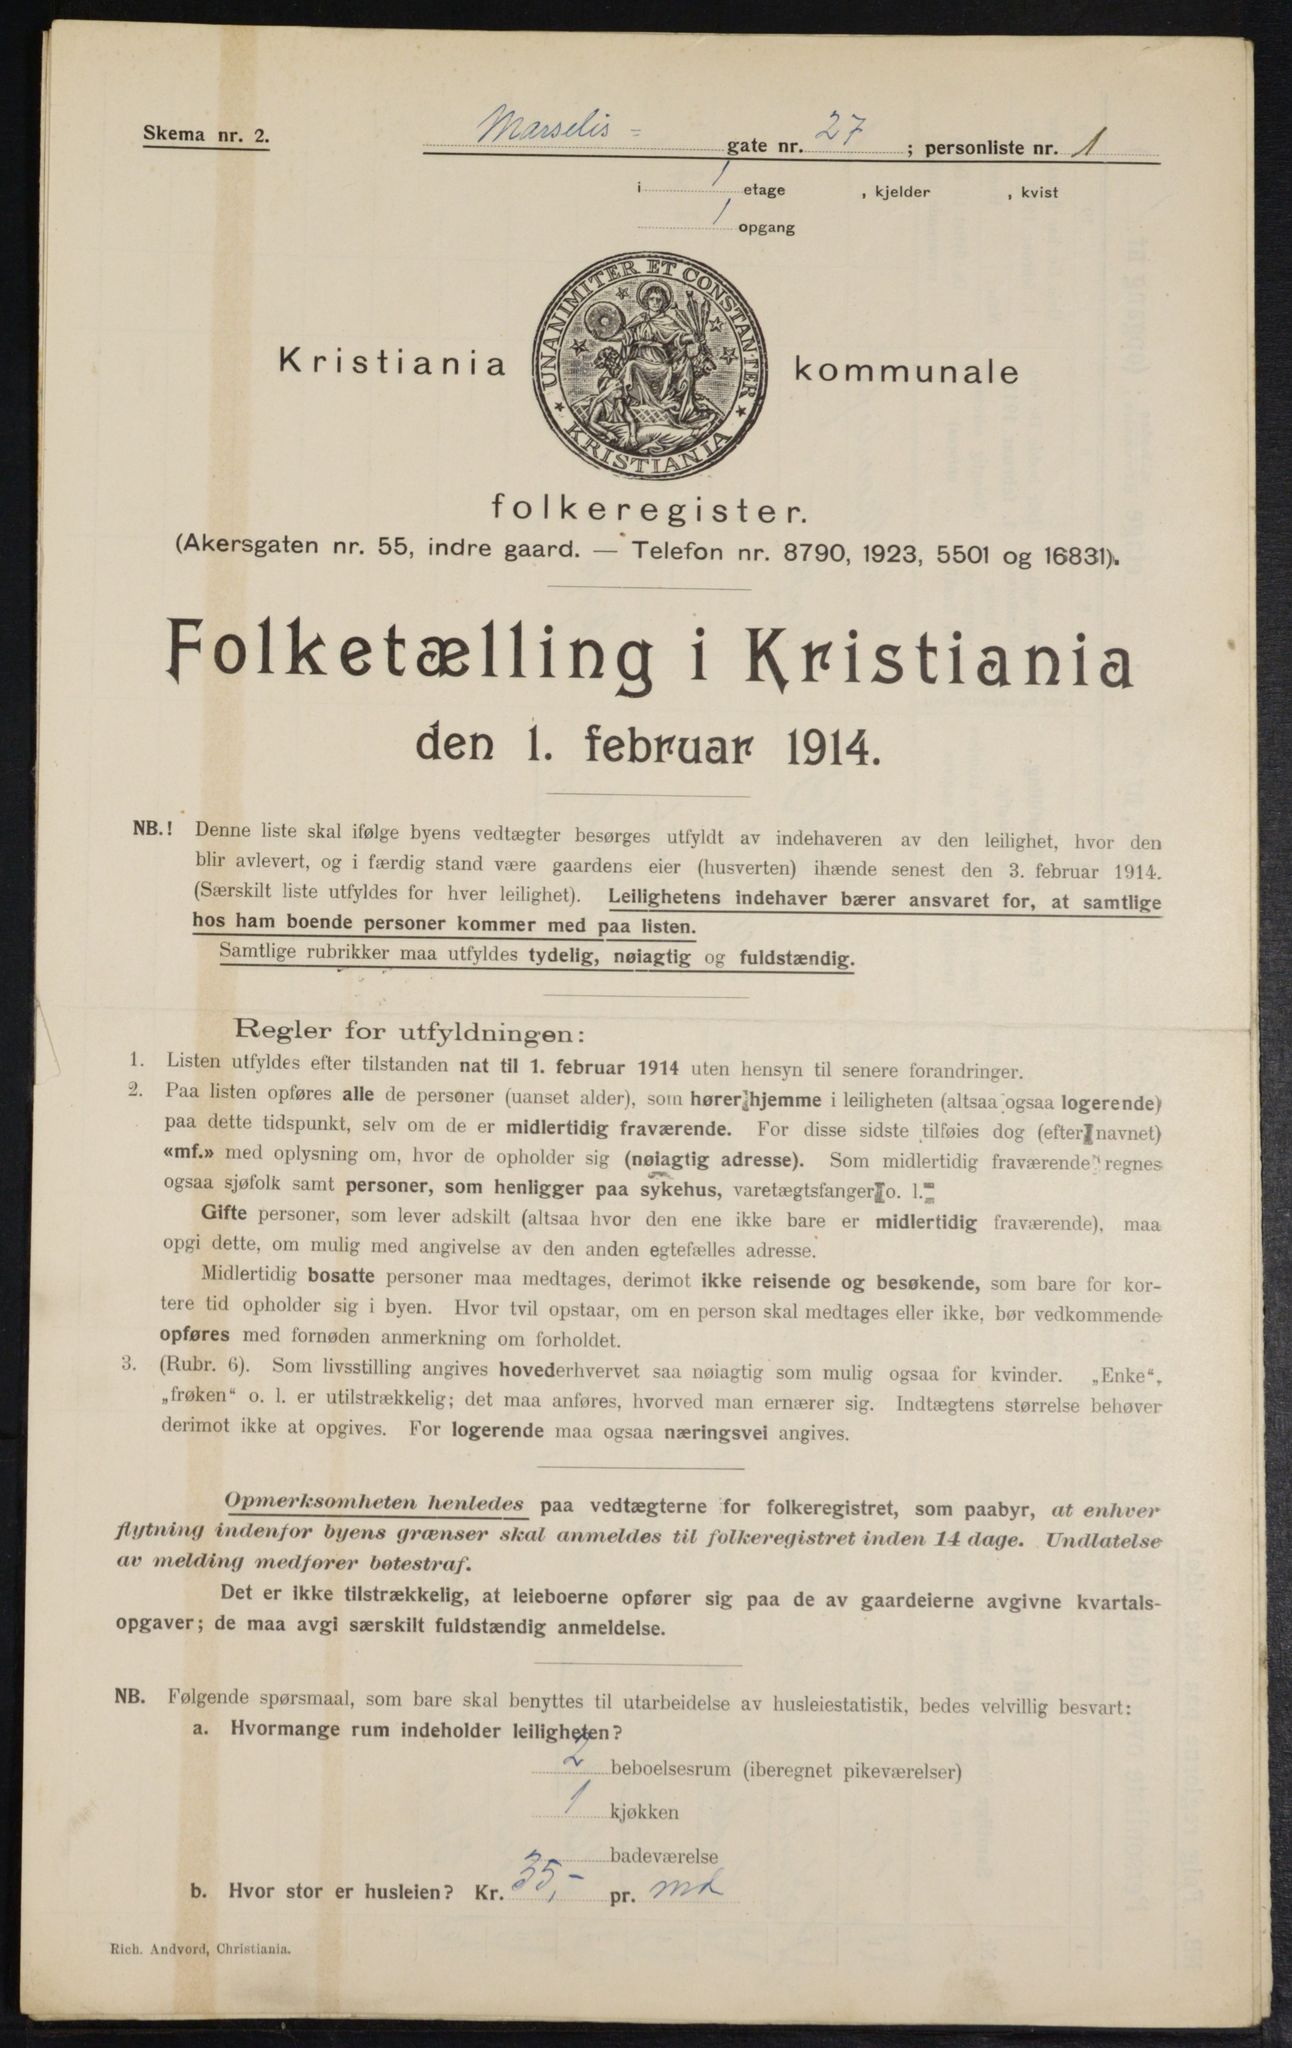 Skema nr. 2.
Marselis- gate nr. 27 ; personliste nr. 1
i 1 etage , kjelder , kvist
1 opgang
UNANIMITER ET CONSTANTER
KRISTIANIA
Kristiania kommunale
folkeregister.
(Akersgaten nr. 55, indre gaard. — Telefon nr. 8790, 1923, 5501 og 16831).
Folketælling i Kristiania
den 1. februar 1914.
NB.! Denne liste skal ifølge byens vedtægter besørges utfyldt av indehaveren av den leilighet, hvor den
blir avlevert, og i færdig stand være gaardens eier (husverten) ihænde senest den 3. februar 1914.
(Særskilt liste utfyldes for hver leilighet). Leilighetens indehaver bærer ansvaret for, at samtlige
hos ham boende personer kommer med paa listen.
Samtlige rubrikker maa utfyldes tydelig, nøiagtig og fuldstændig.
Regler for utfyldningen:
1. Listen utfyldes efter tilstanden nat til 1. februar 1914 uten hensyn til senere forandringer.
2. Paa listen opføres alle de personer (uanset alder), som hører hjemme i leiligheten (altsaa ogsaa logerende)
paa dette tidspunkt, selv om de er midlertidig fraværende. For disse sidste tilføies dog (efter navnet)
«mf.» med oplysning om, hvor de opholder sig (nøiagtig adresse). Som midlertidig fraværende regnes
ogsaa sjøfolk samt personer, som henligger paa sykehus, varetægtsfanger o. l.
Gifte personer, som lever adskilt (altsaa hvor den ene ikke bare er midlertidig fraværende), maa
opgi dette, om mulig med angivelse av den anden egtefælles adresse.
Midlertidig bosatte personer maa medtages, derimot ikke reisende og besøkende, som bare for kor-
tere tid opholder sig i byen. Hvor tvil opstaar, om en person skal medtages eller ikke, bør vedkommende
opføres med fornøden anmerkning om forholdet.
3. (Rubr. 6). Som livsstilling angives hovederhvervet saa nøiagtig som mulig ogsaa for kvinder. „Enke“,
„frøken“ o. l. er utilstrækkelig; det maa anføres, hvorved man ernærer sig. Indtægtens størrelse behøver
derimot ikke at opgives. For logerende maa ogsaa næringsvei angives.
Opmerksomheten henledes paa vedtægterne for folkeregistret, som paabyr, at enhver
flytning indenfor byens grænser skal anmeldes til folkeregistret inden 14 dage. Undlatelse
av melding medfører bøtestraf.
Det er ikke tilstrækkelig, at leieboerne opfører sig paa de av gaardeierne avgivne kvartals-
opgaver; de maa avgi særskilt fuldstændig anmeldelse.
NB. Følgende spørsmaal, som bare skal benyttes til utarbeidelse av husleiestatistik, bedes velvillig besvart:
a. Hvormange rum indeholder leiligheten?
2 beboelsesrum (iberegnet pikeværelser)
1 kjøkken
badeværelse
b. Hvor stor er husleien? Kr. 35,- pr. md
Rich. Andvord, Christiania.